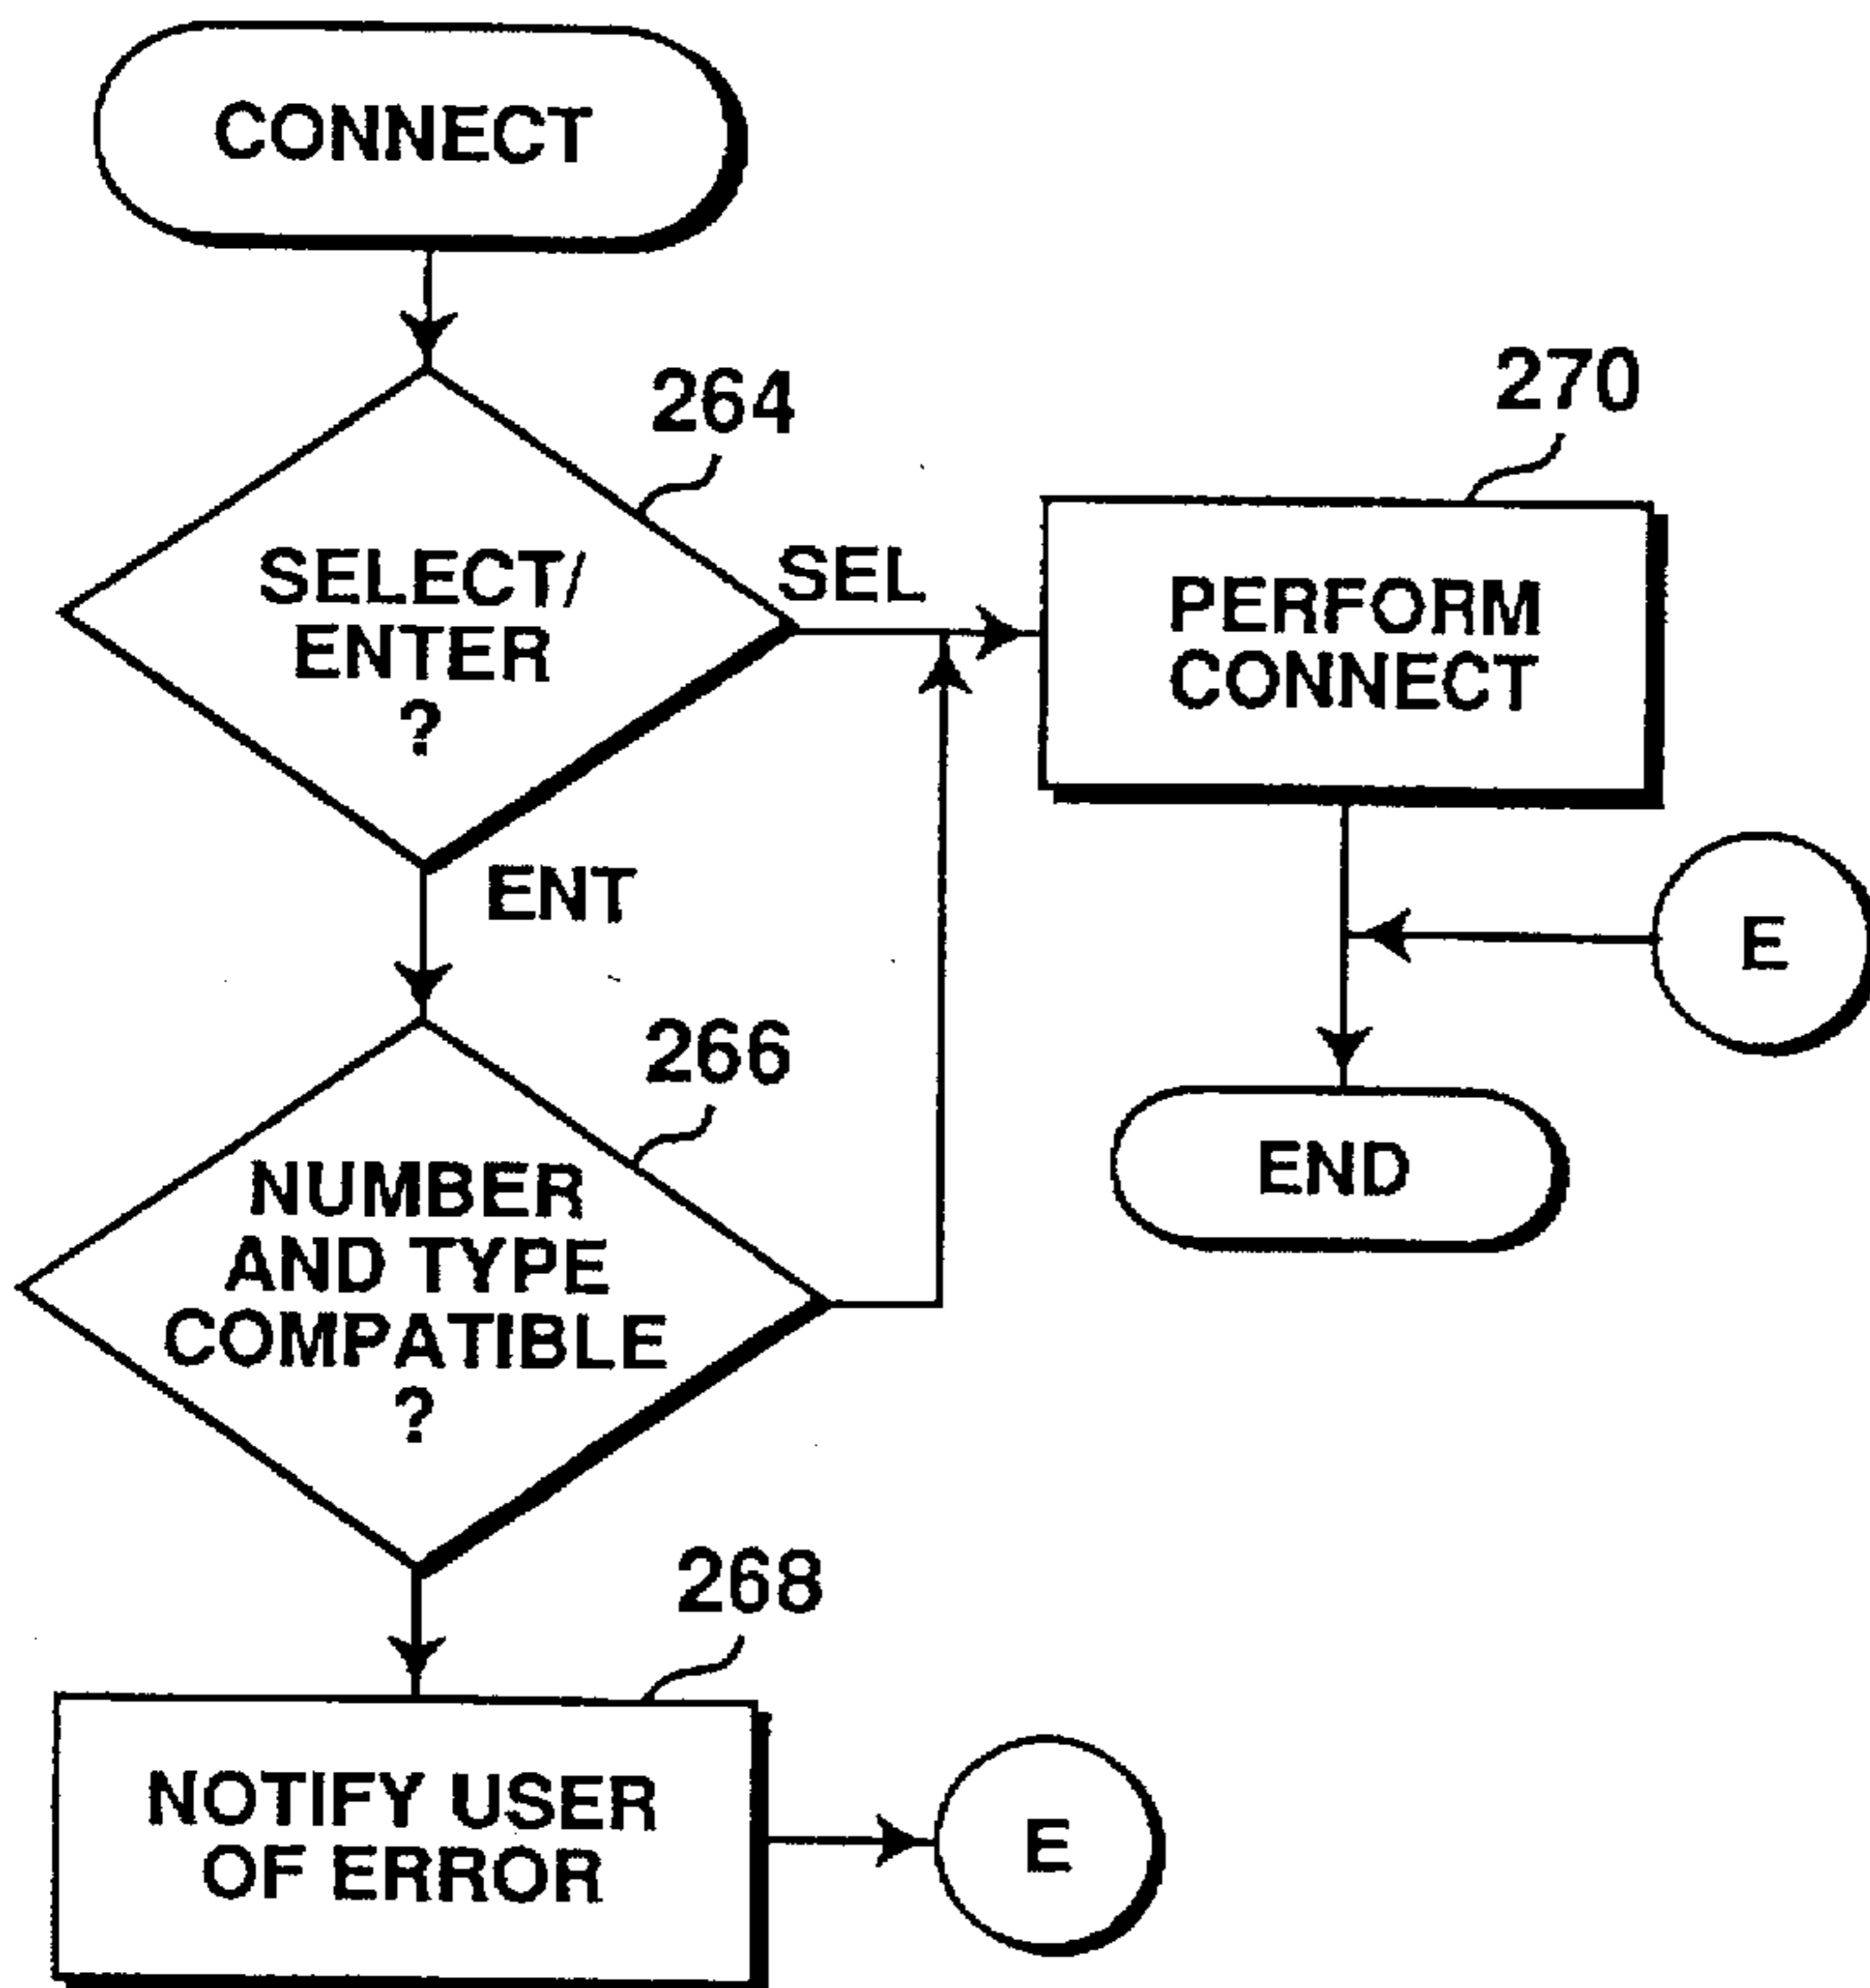 CONNECT
264
SELECT/
ENTER
?
SEL
270
PERFORM
CONNECT
ENT
E
266
NUMBER
AND TYPE
COMPATIBLE
?
END
268
NOTIFY USER
OF ERROR
E